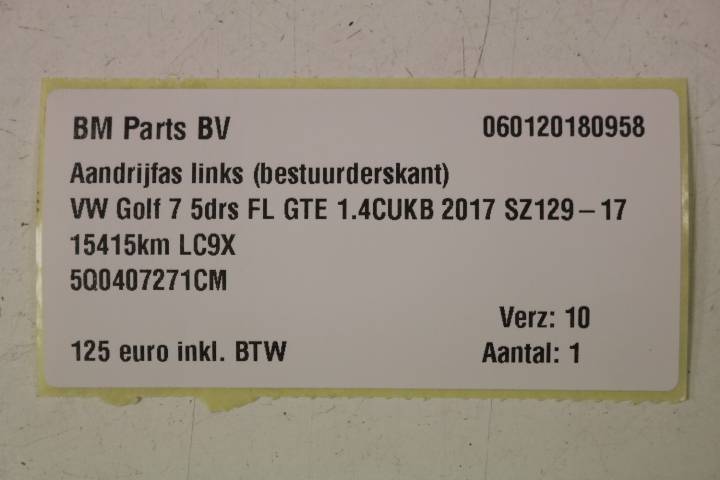 BM Parts BV 060120180958
Aandrijfas links (bestuurderskant)
VW Golf 7 5drs FL GTE 1.4CUKB 2017 SZ129-17
15415km LC9X
5Q0407271CM
Verz: 10
125 euro inkl. BTW Aantal: 1